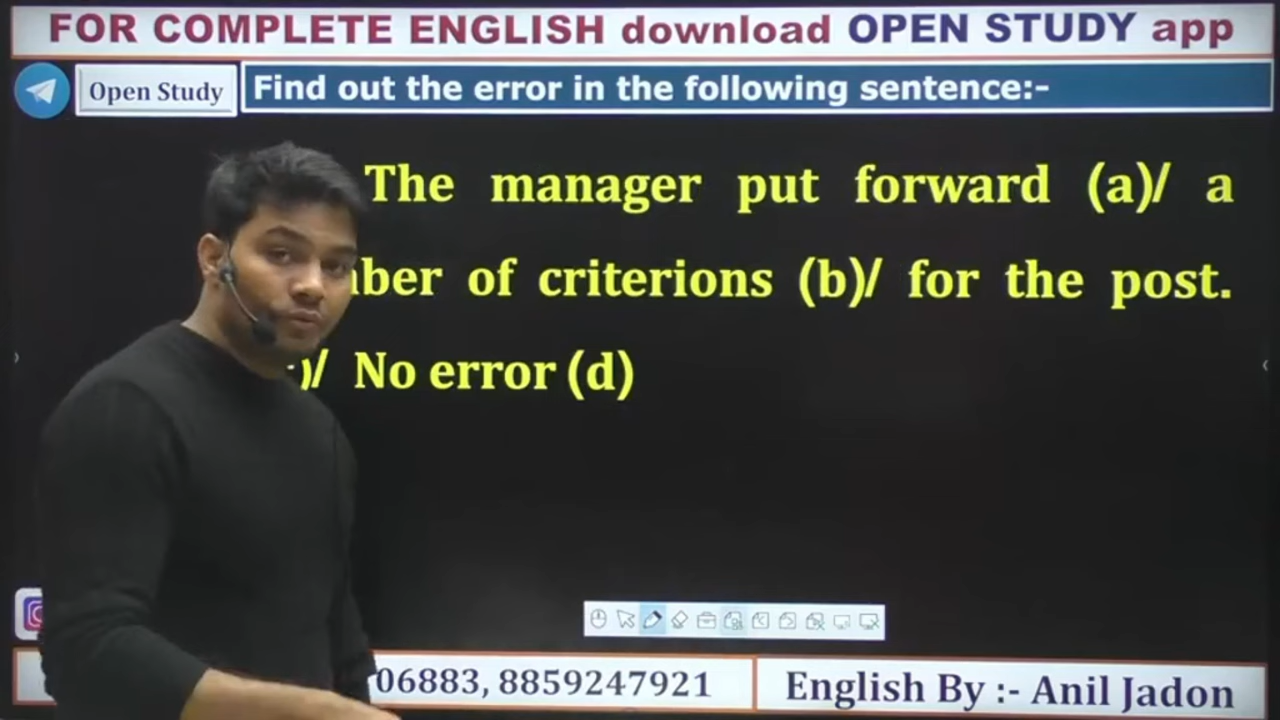 FOR COMPLETE ENGLISH download OPEN STUDY app
Open Study
Find out the error in the following sentence:-
The manager put forward (a)/ a
of criterions (b)/ for the post.
)/ No error (d)
06883, 8859247921
English By :- Anil Jadon